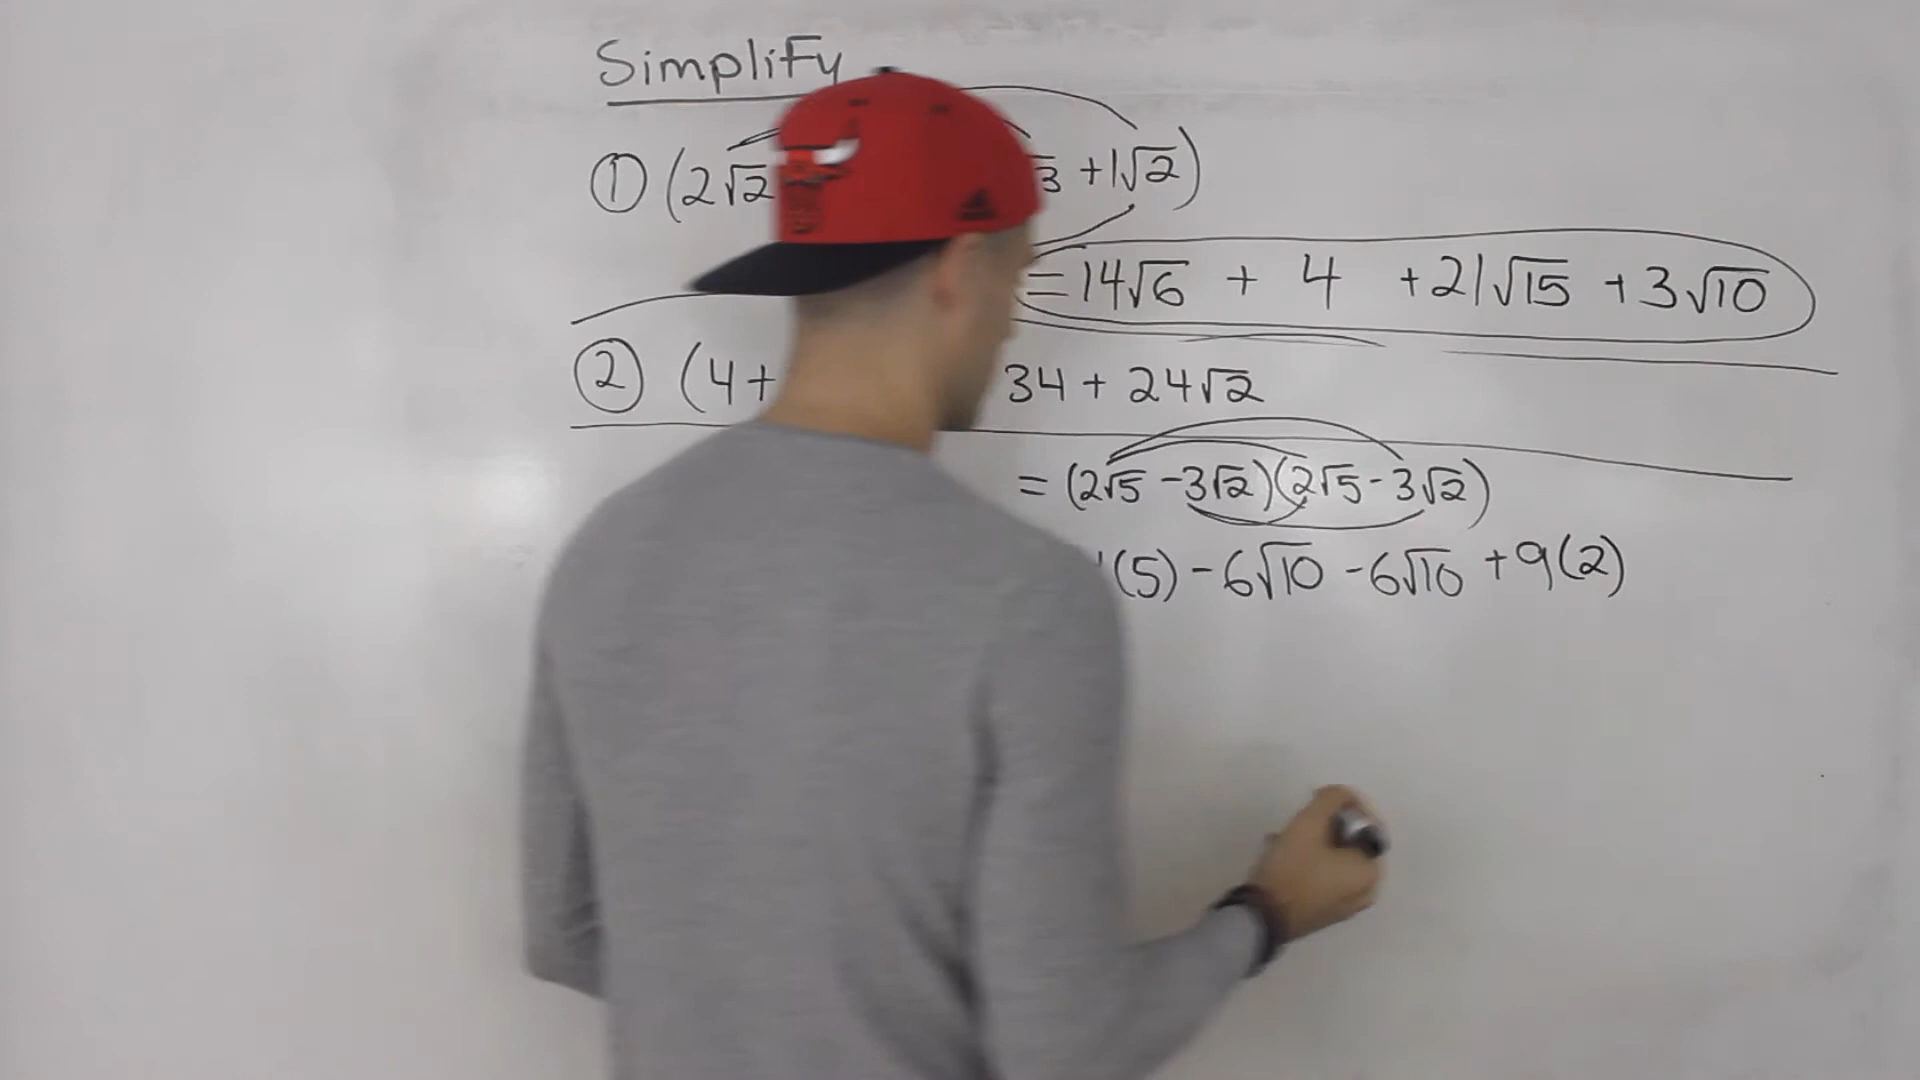 Simplify
① (2√2 √3 +1√2)
= 14√6 + 4 +21√15 +3√10
② (4+ 34 + 24√2
= (2√5 -3√2)(2√5-3√2)
(5) -6√10 -6√10 +9(2)